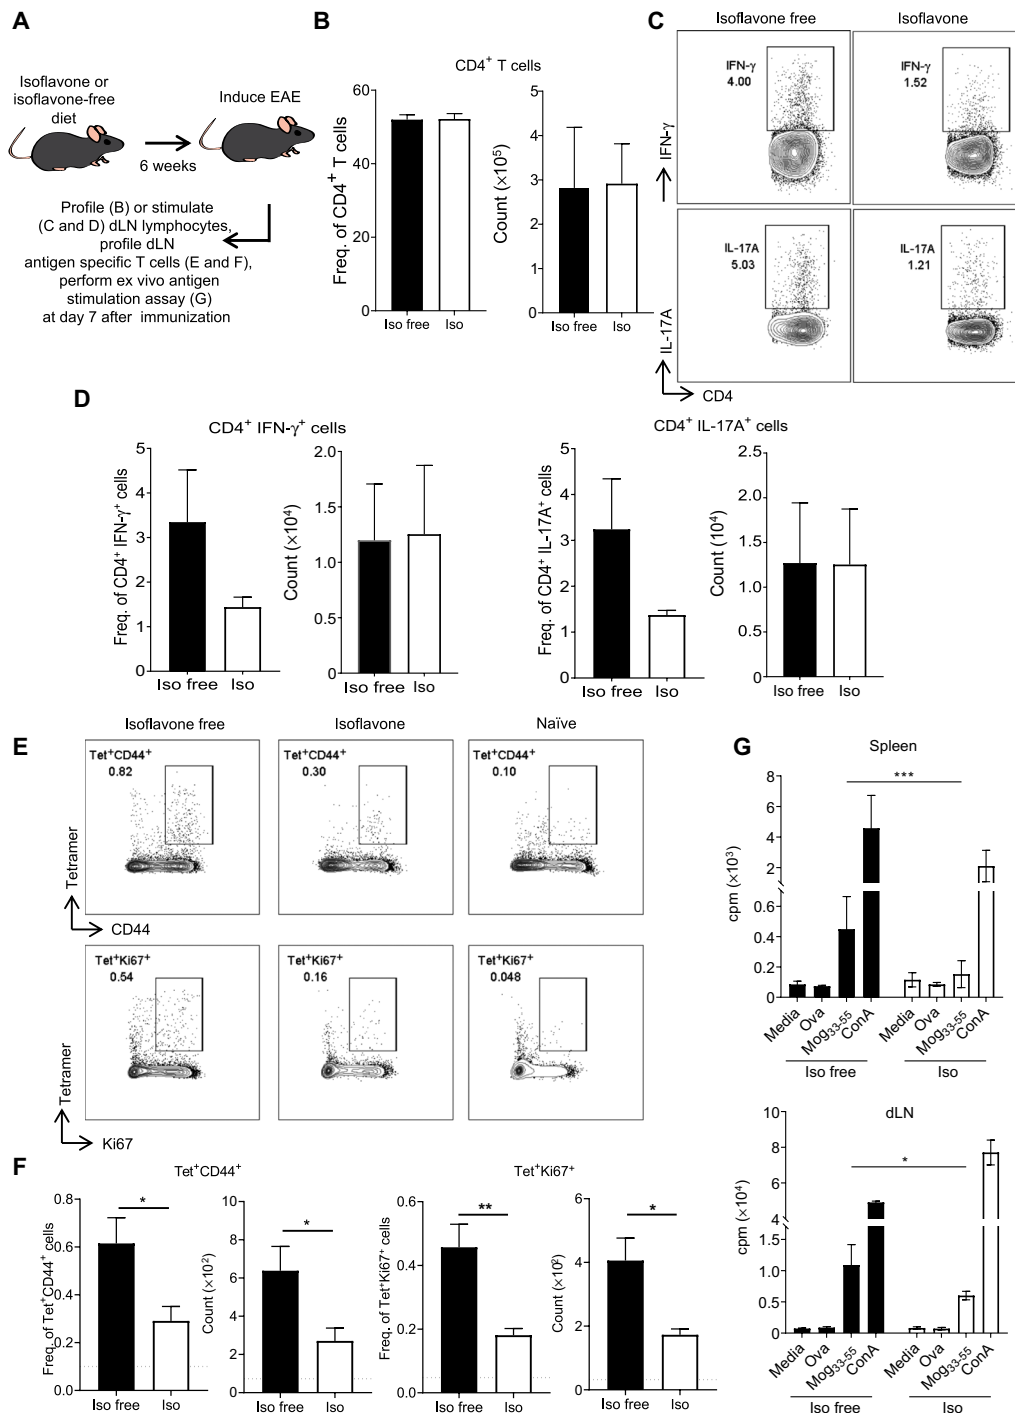 A
Isoflavone or
isoflavone-free
diet
6 weeks
Induce EAE
Profile (B) or stimulate
(C and D) dLN lymphocytes,
profile dLN
antigen specific T cells (E and F),
perform ex vivo antigen
stimulation assay (G)
at day 7 after immunization
B
CD4⁺ T cells
Freq. of CD4⁺ T cells
60
40
20
0
Iso free
Iso
Count (×10⁵)
5
4
3
2
1
0
Iso free
Iso
C
Isoflavone free
Isoflavone
IFN-γ
4.00
IFN-γ
1.52
IFN-γ
IL-17A
5.03
IL-17A
1.21
IL-17A
CD4
D
CD4⁺ IFN-γ⁺ cells
Freq. of CD4⁺ IFN-γ⁺ cells
5
4
3
2
1
0
Iso free
Iso
Count (×10⁴)
2.0
1.5
1.0
0.5
0.0
Iso free
Iso
CD4⁺ IL-17A⁺ cells
Freq. of CD4⁺ IL-17A⁺ cells
5
4
3
2
1
0
Iso free
Iso
Count (10⁴)
2.5
2.0
1.5
1.0
0.5
0.0
Iso free
Iso
E
Isoflavone free
Isoflavone
Naïve
Tet⁺CD44⁺
0.82
Tet⁺CD44⁺
0.30
Tet⁺CD44⁺
0.10
Tetramer
CD44
Tet⁺Ki67⁺
0.54
Tet⁺Ki67⁺
0.16
Tet⁺Ki67⁺
0.048
Tetramer
Ki67
F
Tet⁺CD44⁺
Freq. of Tet⁺CD44⁺ cells
0.8
0.6
0.4
0.2
0.0
*
Iso free
Iso
Count (×10²)
10
8
6
4
2
0
*
Iso free
Iso
Tet⁺Ki67⁺
Freq. of Tet⁺Ki67⁺ cells
0.6
0.4
0.2
0.0
**
Iso free
Iso
Count (×10²)
6
4
2
0
*
Iso free
Iso
G
Spleen
cpm (×10³)
8
6
4
2
0.6
0.4
0.2
0
***
Media
Ova
Mog₃₃₋₅₅
ConA
Media
Ova
Mog₃₃₋₅₅
ConA
Iso free
Iso
dLN
cpm (×10⁴)
10
8
6
4
1.5
1.0
0.5
0
*
Media
Ova
Mog₃₃₋₅₅
ConA
Media
Ova
Mog₃₃₋₅₅
ConA
Iso free
Iso